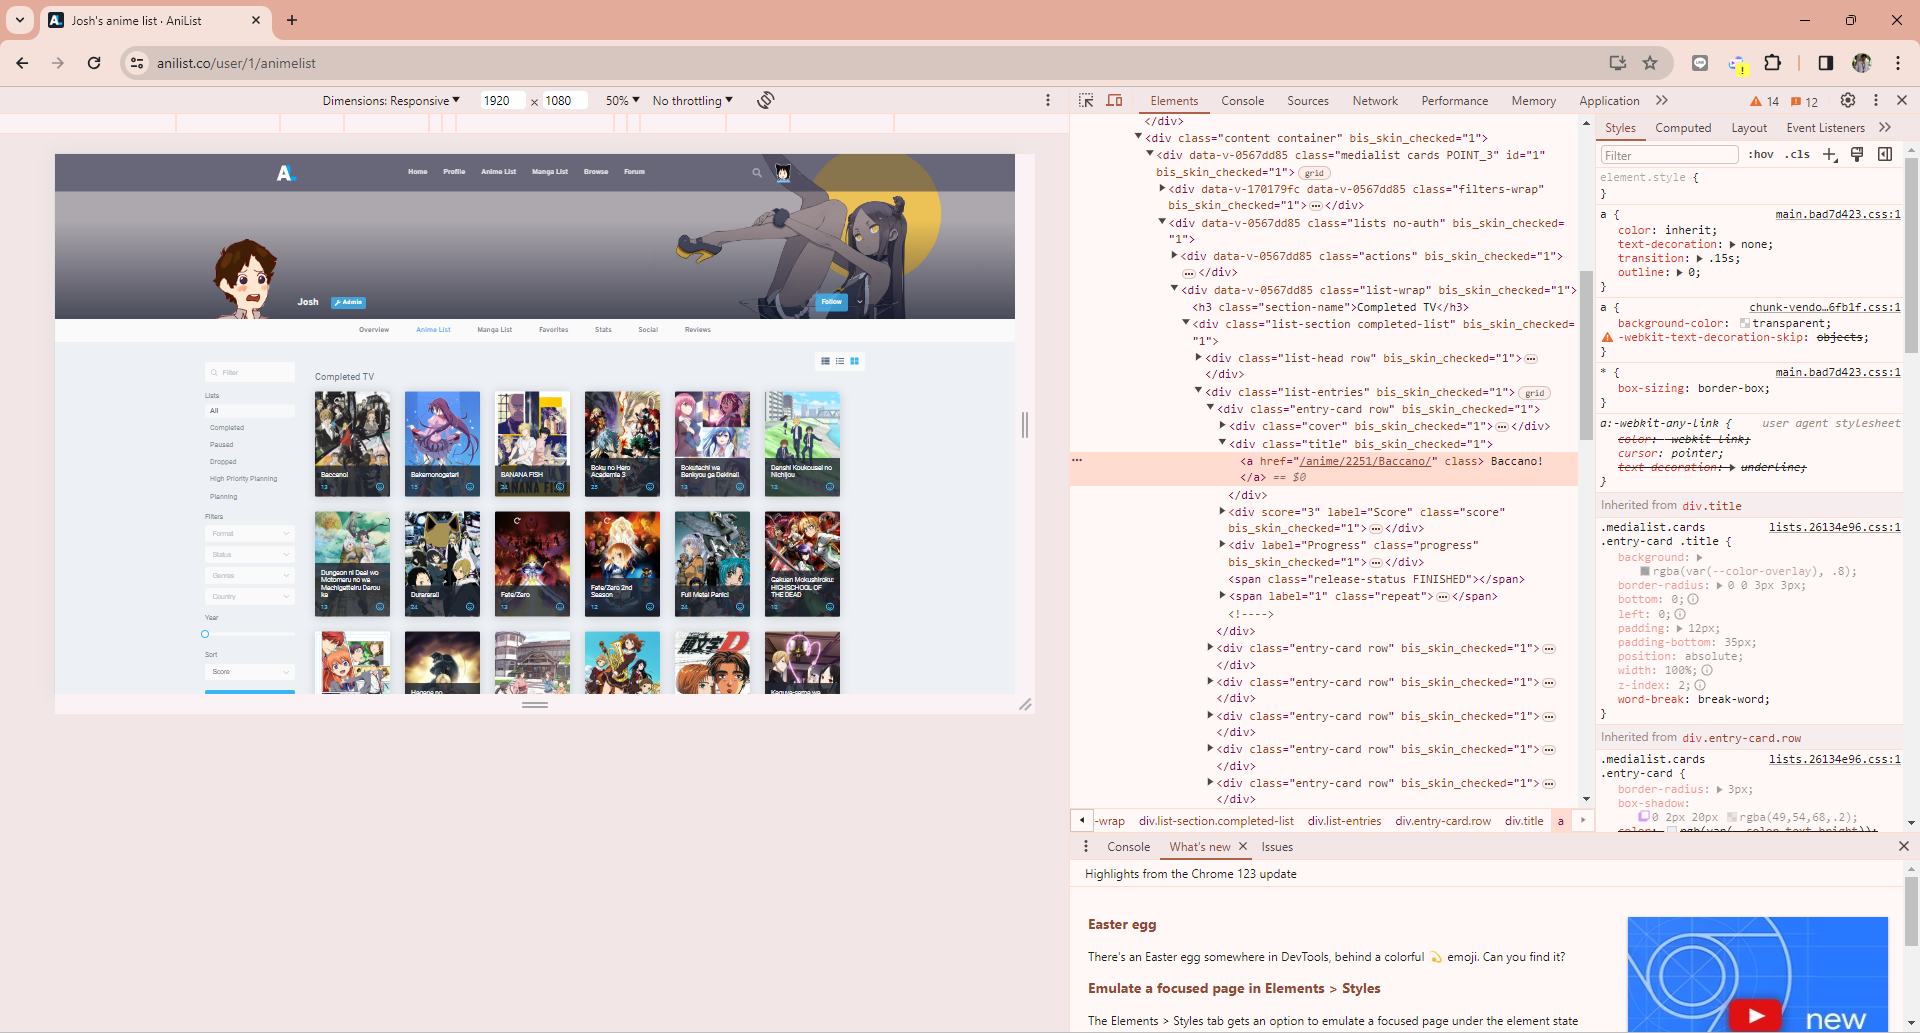 Josh's anime list · AniList
anilist.co/user/1/animelist
Dimensions: Responsive 1920 x 1080 50% No throttling
Home Profile Anime List Manga List Browse Forum
Josh Admin
Follow
Overview Anime List Manga List Favorites Stats Social Reviews
Filter
Lists
All
Completed
Paused
Dropped
High Priority Planning
Planning
Filters
Format
Status
Genres
Country
Year
Sort
Score
Completed TV
Baccano!
13
Bakemonogatari
15
BANANA FISH
24
Boku no Hero Academia 3
25
Bokutachi wa Benkyou ga Dekinai!
13
Danshi Koukousei no Nichijou
12
Dungeon ni Deai wo Motomeru no wa Machigatteiru Darou ka
13
Durarara!!
24
Fate/Zero
13
Fate/Zero 2nd Season
12
Full Metal Panic!
24
Gakuen Mokushiroku: HIGHSCHOOL OF THE DEAD
12
頭文字D
Elements Console Sources Network Performance Memory Application 14 12
</div>
<div class="content container" bis_skin_checked="1">
<div data-v-0567dd85 class="medialist cards POINT_3" id="1"
bis_skin_checked="1"> grid
<div data-v-170179fc data-v-0567dd85 class="filters-wrap"
bis_skin_checked="1"> … </div>
<div data-v-0567dd85 class="lists no-auth" bis_skin_checked=
"1">
<div data-v-0567dd85 class="actions" bis_skin_checked="1">
… </div>
<div data-v-0567dd85 class="list-wrap" bis_skin_checked="1">
<h3 class="section-name">Completed TV</h3>
<div class="list-section completed-list" bis_skin_checked=
"1">
<div class="list-head row" bis_skin_checked="1"> …
</div>
<div class="list-entries" bis_skin_checked="1"> grid
<div class="entry-card row" bis_skin_checked="1">
<div class="cover" bis_skin_checked="1"> … </div>
<div class="title" bis_skin_checked="1">
<a href="/anime/2251/Baccano/" class> Baccano!
</a> == $0
</div>
<div score="3" label="Score" class="score"
bis_skin_checked="1"> … </div>
<div label="Progress" class="progress"
bis_skin_checked="1"> … </div>
<span class="release-status FINISHED"></span>
<span label="1" class="repeat"> … </span>
<!---->
</div>
<div class="entry-card row" bis_skin_checked="1"> …
</div>
<div class="entry-card row" bis_skin_checked="1"> …
</div>
<div class="entry-card row" bis_skin_checked="1"> …
</div>
<div class="entry-card row" bis_skin_checked="1"> …
</div>
<div class="entry-card row" bis_skin_checked="1"> …
</div>
-wrap div.list-section.completed-list div.list-entries div.entry-card.row div.title a
Styles Computed Layout Event Listeners
Filter :hov .cls
element.style {
}
a { main.bad7d423.css:1
color: inherit;
text-decoration: none;
transition: .15s;
outline: 0;
}
a { chunk-vendo…6fb1f.css:1
background-color: transparent;
-webkit-text-decoration-skip: objects;
}
* { main.bad7d423.css:1
box-sizing: border-box;
}
a:-webkit-any-link { user agent stylesheet
color: -webkit-link;
cursor: pointer;
text-decoration: underline;
}
Inherited from div.title
.medialist.cards lists.26134e96.css:1
.entry-card .title {
background:
rgba(var(--color-overlay), .8);
border-radius: 0 0 3px 3px;
bottom: 0;
left: 0;
padding: 12px;
padding-bottom: 35px;
position: absolute;
width: 100%;
z-index: 2;
word-break: break-word;
}
Inherited from div.entry-card.row
.medialist.cards lists.26134e96.css:1
.entry-card {
border-radius: 3px;
box-shadow:
0 2px 20px rgba(49,54,68,.2);
color: rgb(var(--color-text-bright));
Console What's new Issues
Highlights from the Chrome 123 update
Easter egg
There's an Easter egg somewhere in DevTools, behind a colorful 💫 emoji. Can you find it?
Emulate a focused page in Elements > Styles
The Elements > Styles tab gets an option to emulate a focused page under the element state
new